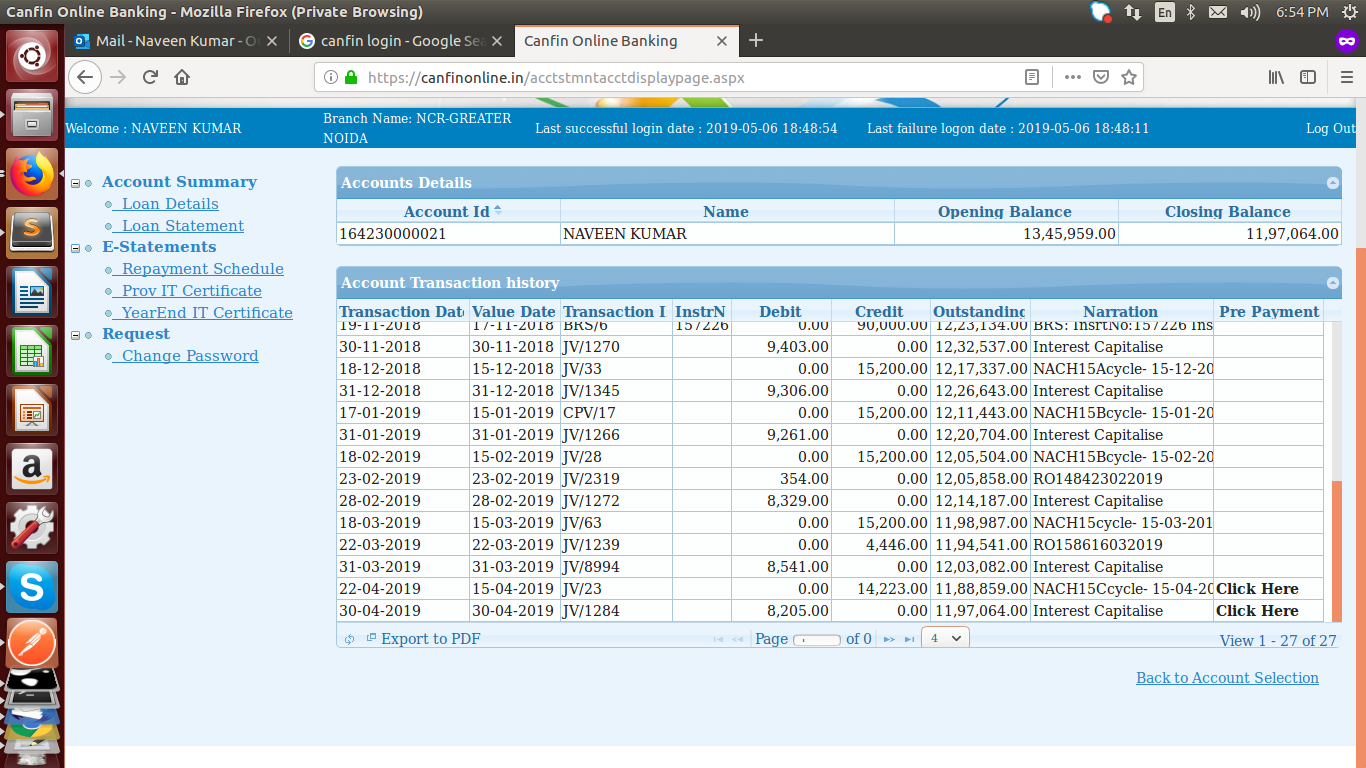 Canfin Online Banking - Mozilla Firefox (Private Browsing)
En
6:54 PM
Mail - Naveen Kumar - O
canfin login - Google Sea
Canfin Online Banking
https://canfinonline.in/acctstmntacctdisplaypage.aspx
Welcome : NAVEEN KUMAR
Branch Name: NCR-GREATER NOIDA
Last successful login date : 2019-05-06 18:48:54
Last failure logon date : 2019-05-06 18:48:11
Log Out
Account Summary
Loan Details
Loan Statement
E-Statements
Repayment Schedule
Prov IT Certificate
YearEnd IT Certificate
Request
Change Password
Accounts Details
Account Id Name Opening Balance Closing Balance
164230000021 NAVEEN KUMAR 13,45,959.00 11,97,064.00
Account Transaction history
Transaction Date Value Date Transaction I InstrN Debit Credit Outstanding Narration Pre Payment
19-11-2018 17-11-2018 BRS/6 157226 0.00 90,000.00 12,23,134.00 BRS: InsrtNo:157226 Ins
30-11-2018 30-11-2018 JV/1270 9,403.00 0.00 12,32,537.00 Interest Capitalise
18-12-2018 15-12-2018 JV/33 0.00 15,200.00 12,17,337.00 NACH15Acycle- 15-12-20
31-12-2018 31-12-2018 JV/1345 9,306.00 0.00 12,26,643.00 Interest Capitalise
17-01-2019 15-01-2019 CPV/17 0.00 15,200.00 12,11,443.00 NACH15Bcycle- 15-01-20
31-01-2019 31-01-2019 JV/1266 9,261.00 0.00 12,20,704.00 Interest Capitalise
18-02-2019 15-02-2019 JV/28 0.00 15,200.00 12,05,504.00 NACH15Bcycle- 15-02-20
23-02-2019 23-02-2019 JV/2319 354.00 0.00 12,05,858.00 RO148423022019
28-02-2019 28-02-2019 JV/1272 8,329.00 0.00 12,14,187.00 Interest Capitalise
18-03-2019 15-03-2019 JV/63 0.00 15,200.00 11,98,987.00 NACH15cycle- 15-03-201
22-03-2019 22-03-2019 JV/1239 0.00 4,446.00 11,94,541.00 RO158616032019
31-03-2019 31-03-2019 JV/8994 8,541.00 0.00 12,03,082.00 Interest Capitalise
22-04-2019 15-04-2019 JV/23 0.00 14,223.00 11,88,859.00 NACH15Ccycle- 15-04-20 Click Here
30-04-2019 30-04-2019 JV/1284 8,205.00 0.00 11,97,064.00 Interest Capitalise Click Here
Export to PDF Page of 0 4 View 1 - 27 of 27
Back to Account Selection